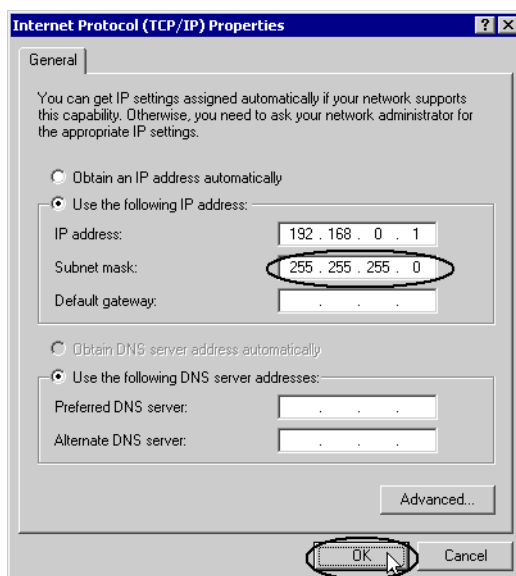 Internet Protocol (TCP/IP) Properties
General
You can get IP settings assigned automatically if your network supports
this capability. Otherwise, you need to ask your network administrator for
the appropriate IP settings.
Obtain an IP address automatically
Use the following IP address:
IP address: 192 . 168 . 0 . 1
Subnet mask: 255 . 255 . 255 . 0
Default gateway: . . .
Obtain DNS server address automatically
Use the following DNS server addresses:
Preferred DNS server: . . .
Alternate DNS server: . . .
Advanced...
OK Cancel